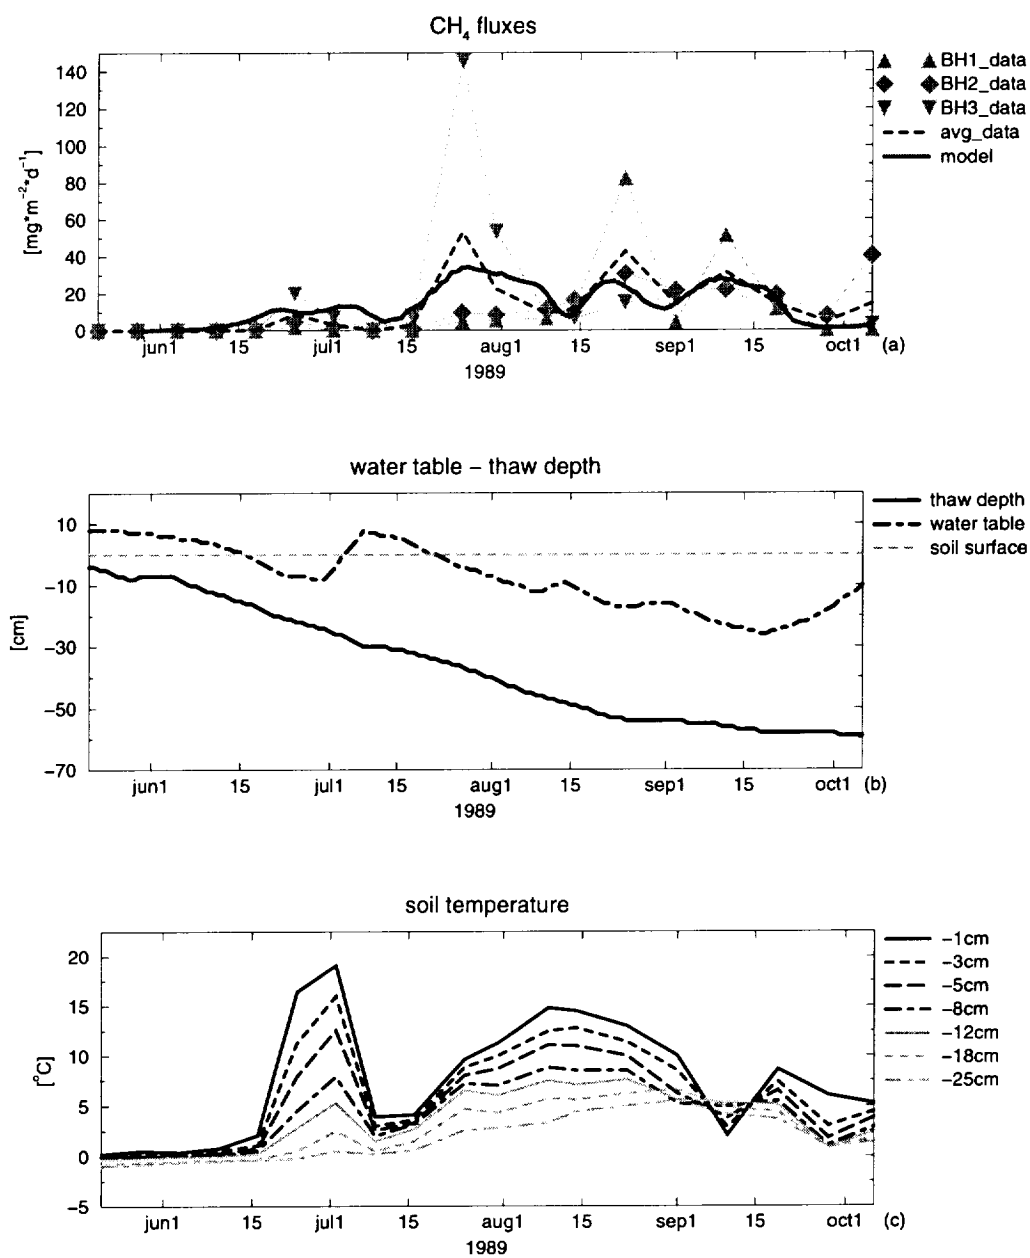 CH4 fluxes
140
120
100
80
60
40
20
0
[mg*m−2*d−1]
jun1 15 jul1 15 aug1 15 sep1 15 oct1 (a)
1989
BH1_data
BH2_data
BH3_data
avg_data
model
water table – thaw depth
10
−10
−30
−50
−70
[cm]
jun1 15 jul1 15 aug1 15 sep1 15 oct1 (b)
1989
thaw depth
water table
soil surface
soil temperature
20
15
10
5
0
−5
[°C]
jun1 15 jul1 15 aug1 15 sep1 15 oct1 (c)
1989
−1cm
−3cm
−5cm
−8cm
−12cm
−18cm
−25cm